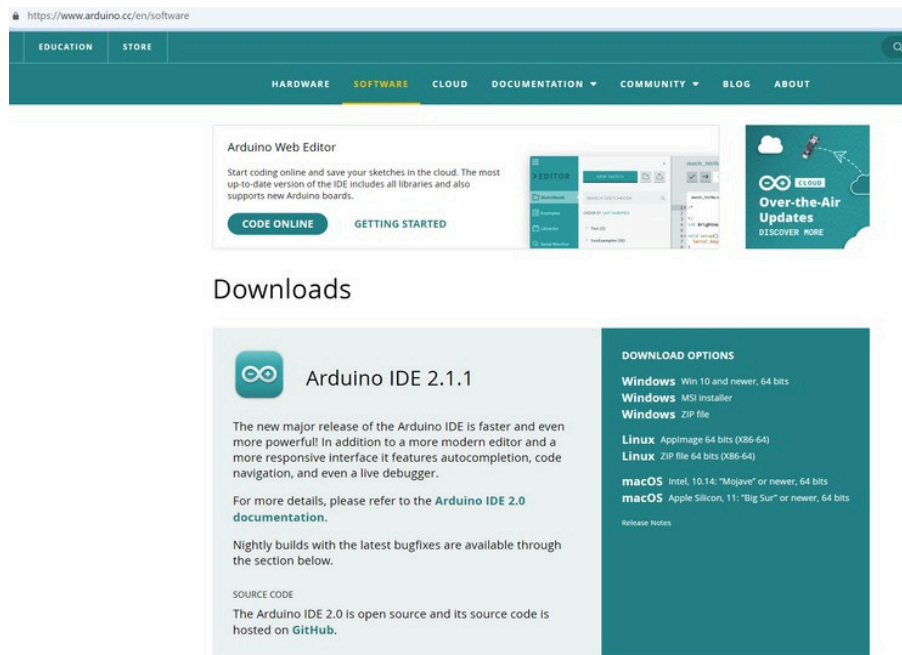 https://www.arduino.cc/en/software
EDUCATION STORE
HARDWARE SOFTWARE CLOUD DOCUMENTATION COMMUNITY BLOG ABOUT
Arduino Web Editor
Start coding online and save your sketches in the cloud. The most
up-to-date version of the IDE includes all libraries and also
supports new Arduino boards.
CODE ONLINE GETTING STARTED
EDITOR
NEW SKETCH
Sketchbook
Examples
Libraries
Serial Monitor
CLOUD
Over-the-Air
Updates
DISCOVER MORE
Downloads
Arduino IDE 2.1.1
The new major release of the Arduino IDE is faster and even
more powerful! In addition to a more modern editor and a
more responsive interface it features autocompletion, code
navigation, and even a live debugger.
For more details, please refer to the Arduino IDE 2.0
documentation.
Nightly builds with the latest bugfixes are available through
the section below.
SOURCE CODE
The Arduino IDE 2.0 is open source and its source code is
hosted on GitHub.
DOWNLOAD OPTIONS
Windows Win 10 and newer, 64 bits
Windows MSI installer
Windows ZIP file
Linux AppImage 64 bits (X86-64)
Linux ZIP file 64 bits (X86-64)
macOS Intel, 10.14: “Mojave” or newer, 64 bits
macOS Apple Silicon, 11: “Big Sur” or newer, 64 bits
Release Notes